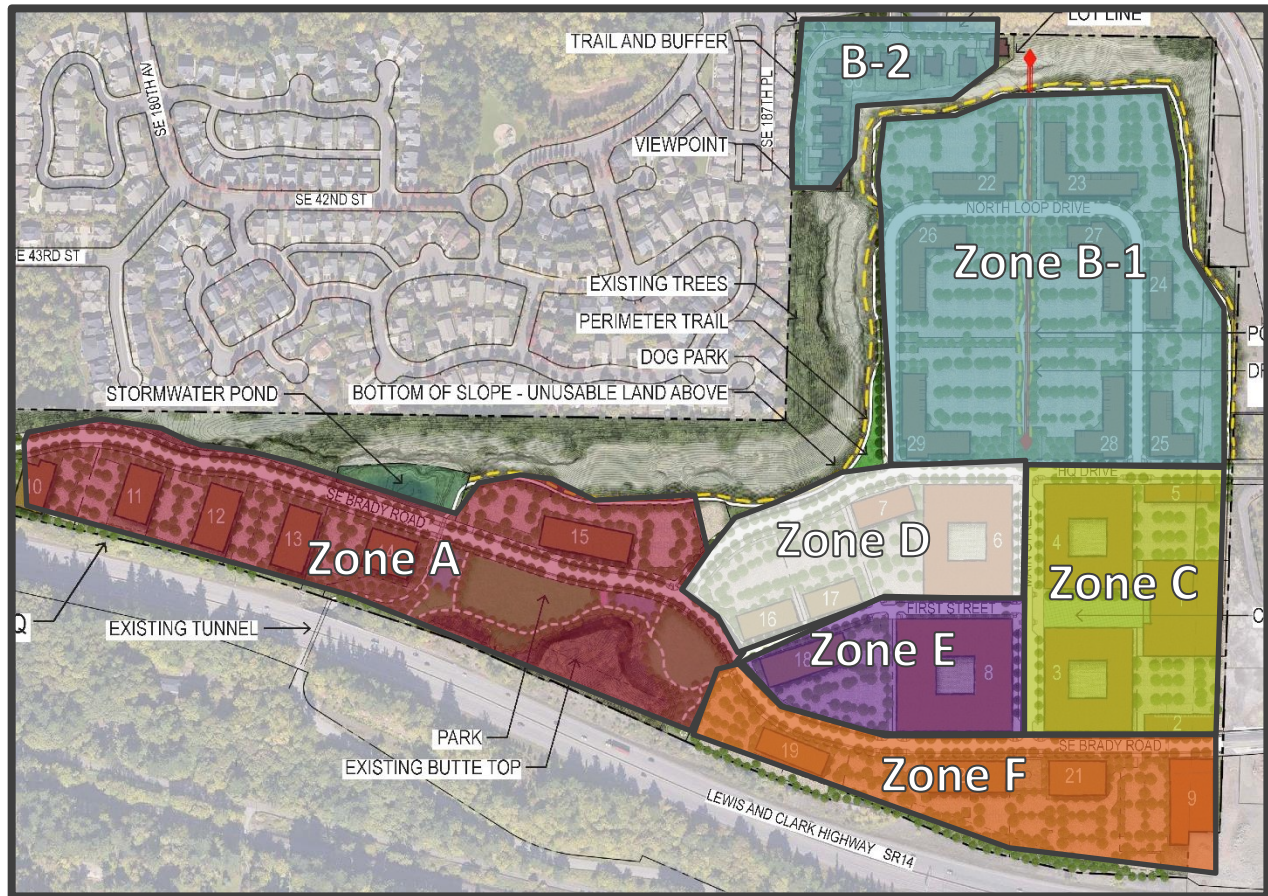 LOT LINE
TRAIL AND BUFFER
B-2
SE 180TH AV
SE 187TH PL
VIEWPOINT
22
23
SE 42ND ST
NORTH LOOP DRIVE
26
27
E 43RD ST
Zone B-1
EXISTING TREES
24
PERIMETER TRAIL
DOG PARK
STORMWATER POND
BOTTOM OF SLOPE - UNUSABLE LAND ABOVE
29
28
25
HQ DRIVE
10
11
SE BRADY ROAD
5
12
7
13
15
Zone D
6
4
14
Zone A
Zone C
Q
EXISTING TUNNEL
16
17
FIRST STREET
1
18
Zone E
8
3
PARK
2
EXISTING BUTTE TOP
19
SE BRADY ROAD
Zone F
21
9
LEWIS AND CLARK HIGHWAY SR14